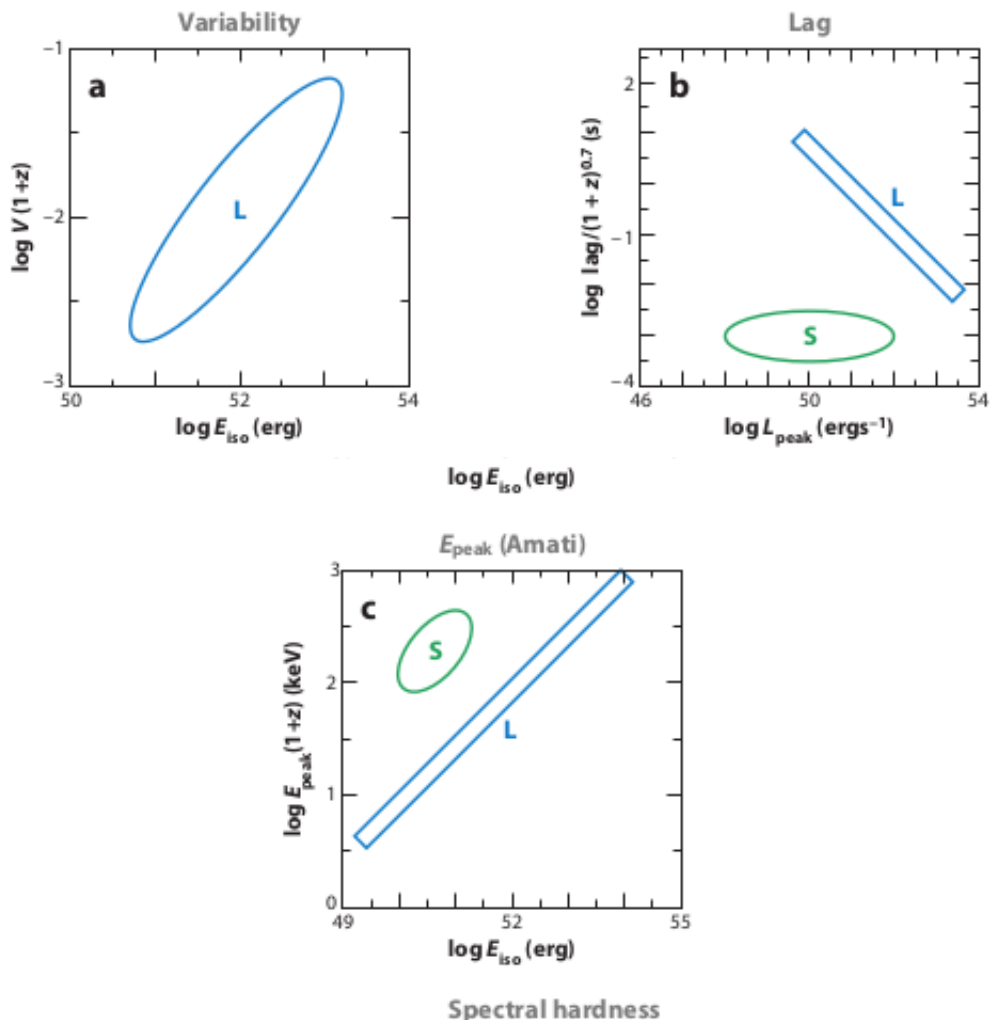 Variability
a
−1
−2
−3
log V (1+z)
L
50
52
54
log E_iso (erg)
Lag
b
2
−1
−4
log lag/(1 + z)^0.7 (s)
L
S
46
50
54
log L_peak (ergs⁻¹)
log E_iso (erg)
E_peak (Amati)
c
3
2
1
0
log E_peak(1+z) (keV)
S
L
49
52
55
log E_iso (erg)
Spectral hardness